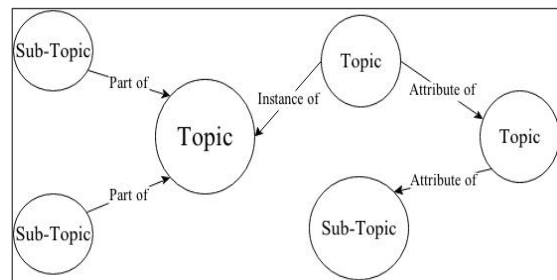 Sub-Topic
Part of
Topic
Instance of
Topic
Attribute of
Topic
Attribute of
Sub-Topic
Part of
Sub-Topic